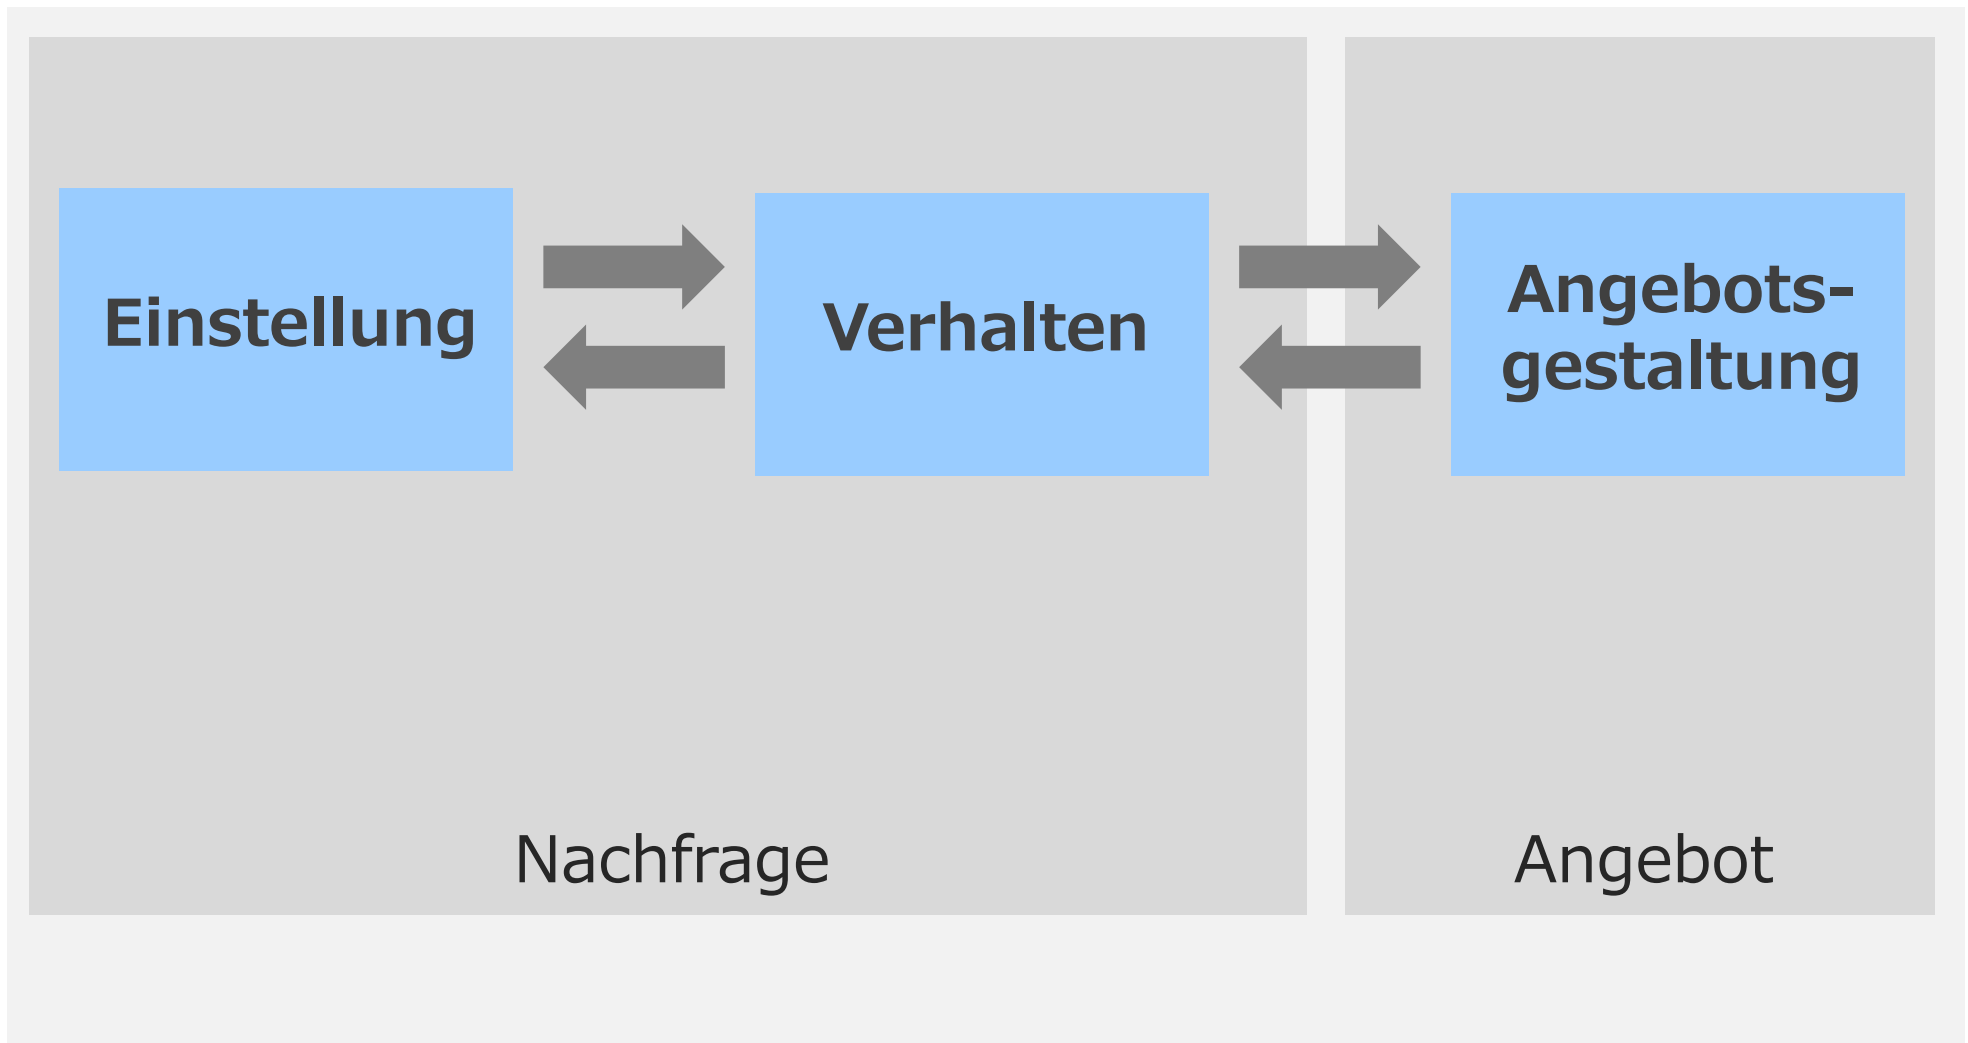 Einstellung
Verhalten
Angebots-
gestaltung
Nachfrage
Angebot